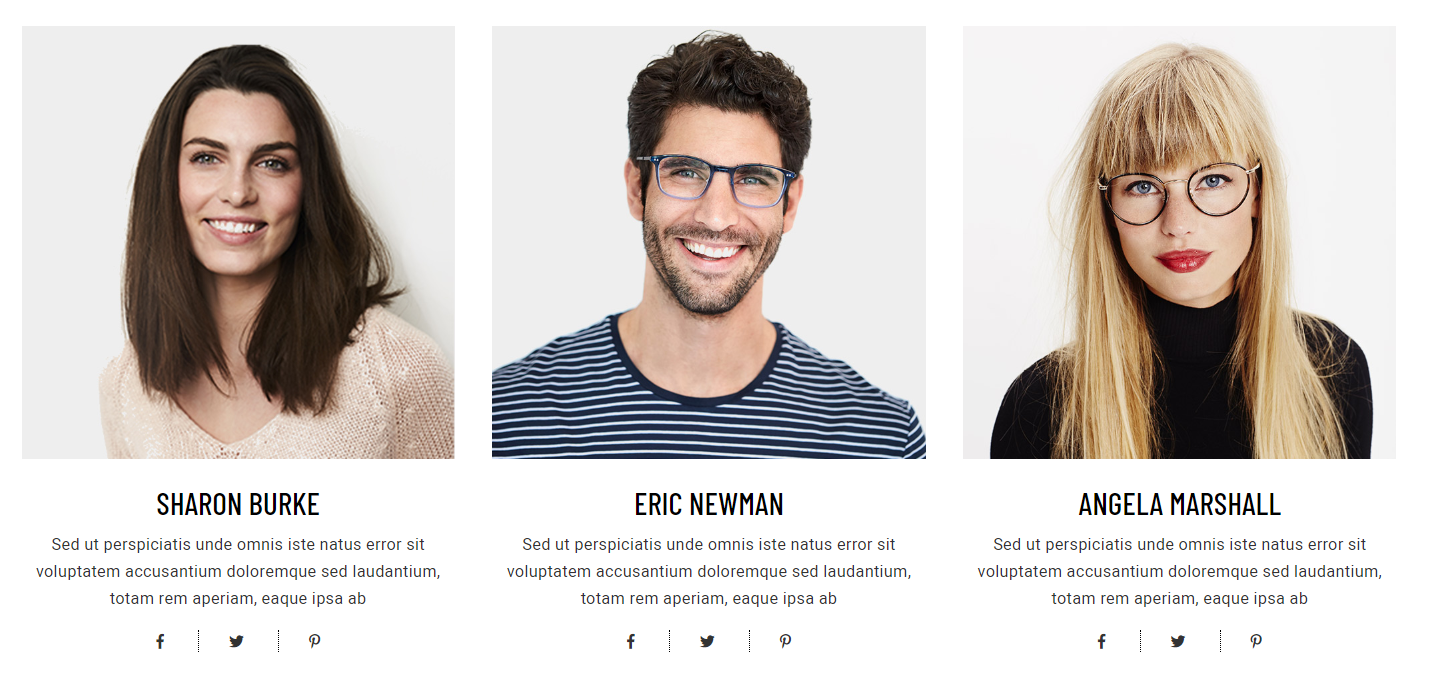 SHARON BURKE
Sed ut perspiciatis unde omnis iste natus error sit
voluptatem accusantium doloremque sed laudantium,
totam rem aperiam, eaque ipsa ab
ERIC NEWMAN
Sed ut perspiciatis unde omnis iste natus error sit
voluptatem accusantium doloremque sed laudantium,
totam rem aperiam, eaque ipsa ab
ANGELA MARSHALL
Sed ut perspiciatis unde omnis iste natus error sit
voluptatem accusantium doloremque sed laudantium,
totam rem aperiam, eaque ipsa ab